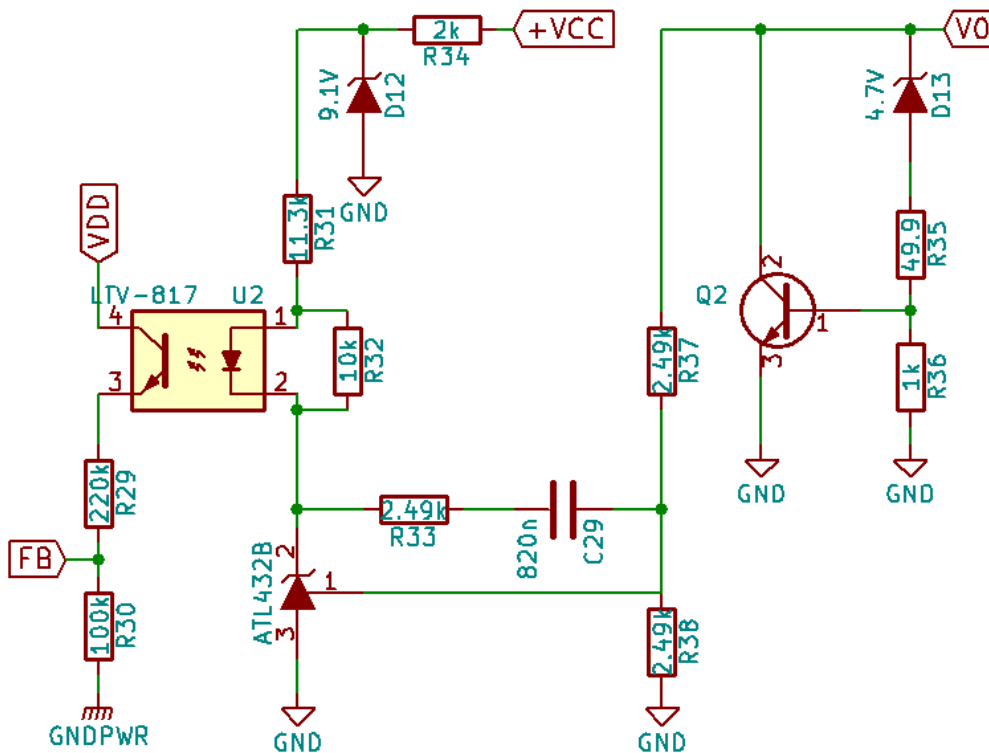 2k
R34
+VCC
VO
9.1V
D12
4.7V
D13
GND
VDD
11.3k
R31
49.9
R35
LTV-817
U2
4
1
3
2
10k
R32
2.49k
R37
Q2
2
1
3
1k
R36
GND
GND
220k
R29
2.49k
R33
820n
C29
FB
ATL432B
2
1
3
100k
R30
2.49k
R38
GNDPWR
GND
GND